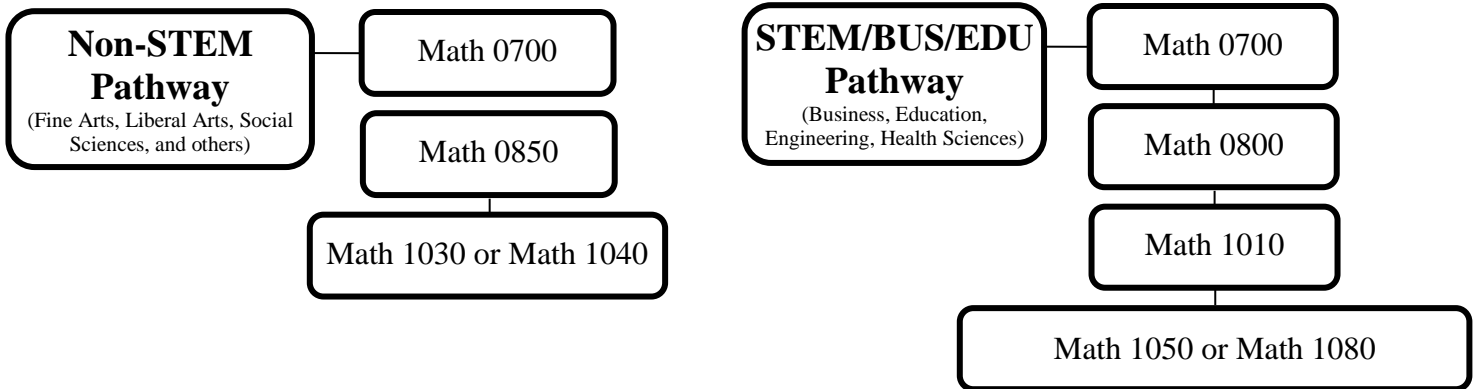 Non-STEM
Pathway
(Fine Arts, Liberal Arts, Social
Sciences, and others)
Math 0700
Math 0850
Math 1030 or Math 1040
STEM/BUS/EDU
Pathway
(Business, Education,
Engineering, Health Sciences)
Math 0700
Math 0800
Math 1010
Math 1050 or Math 1080